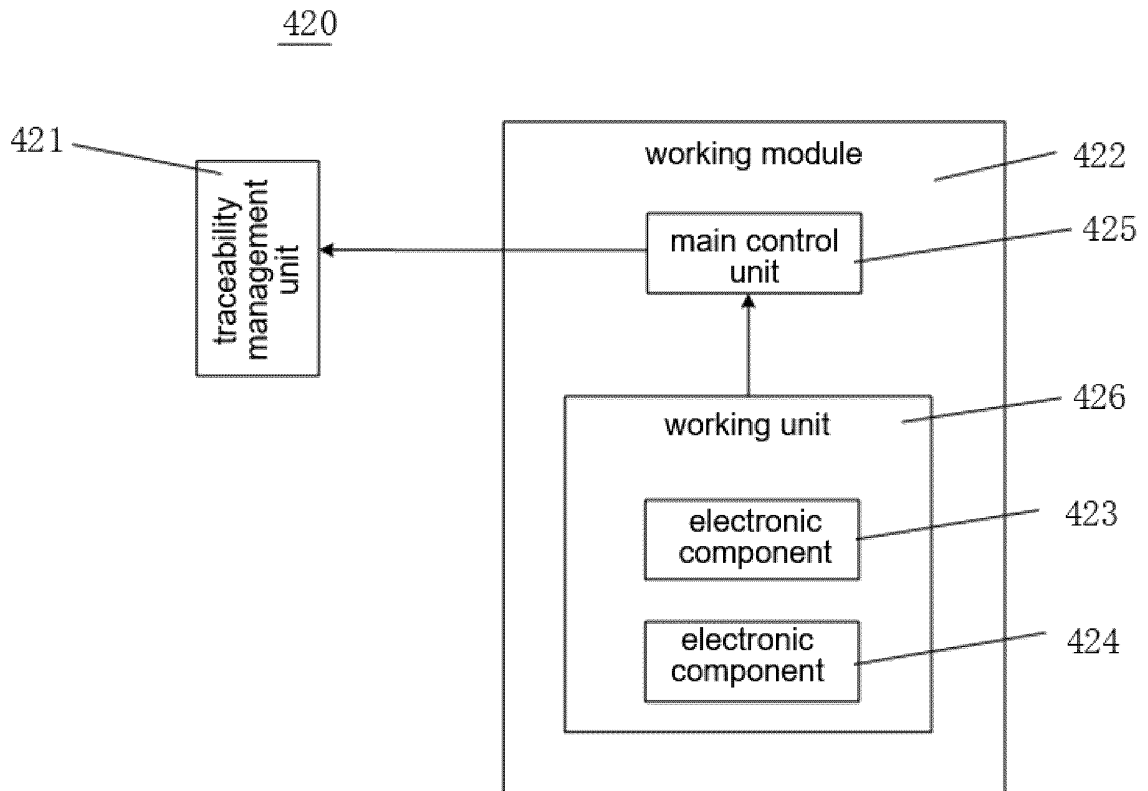 420
421
traceability
management
unit
working module
422
main control
unit
425
working unit
426
electronic
component
423
electronic
component
424